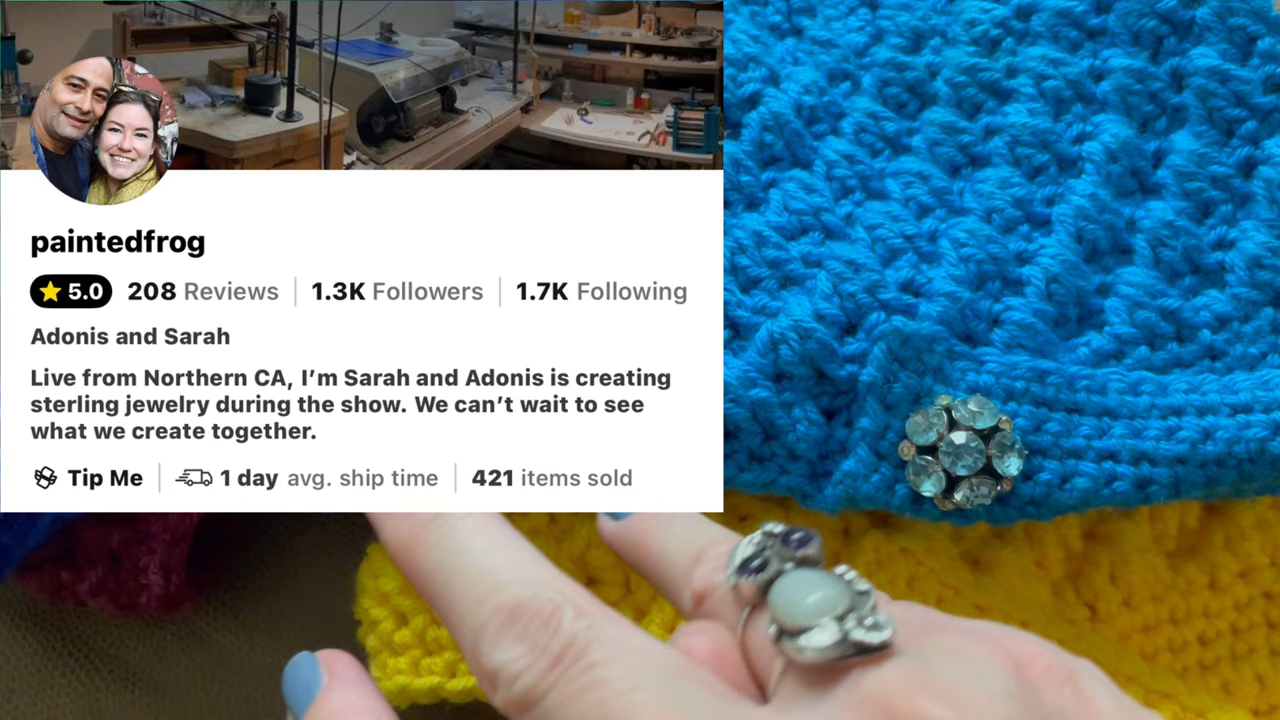 paintedfrog
5.0 208 Reviews 1.3K Followers 1.7K Following
Adonis and Sarah
Live from Northern CA, I’m Sarah and Adonis is creating
sterling jewelry during the show. We can’t wait to see
what we create together.
Tip Me 1 day avg. ship time 421 items sold